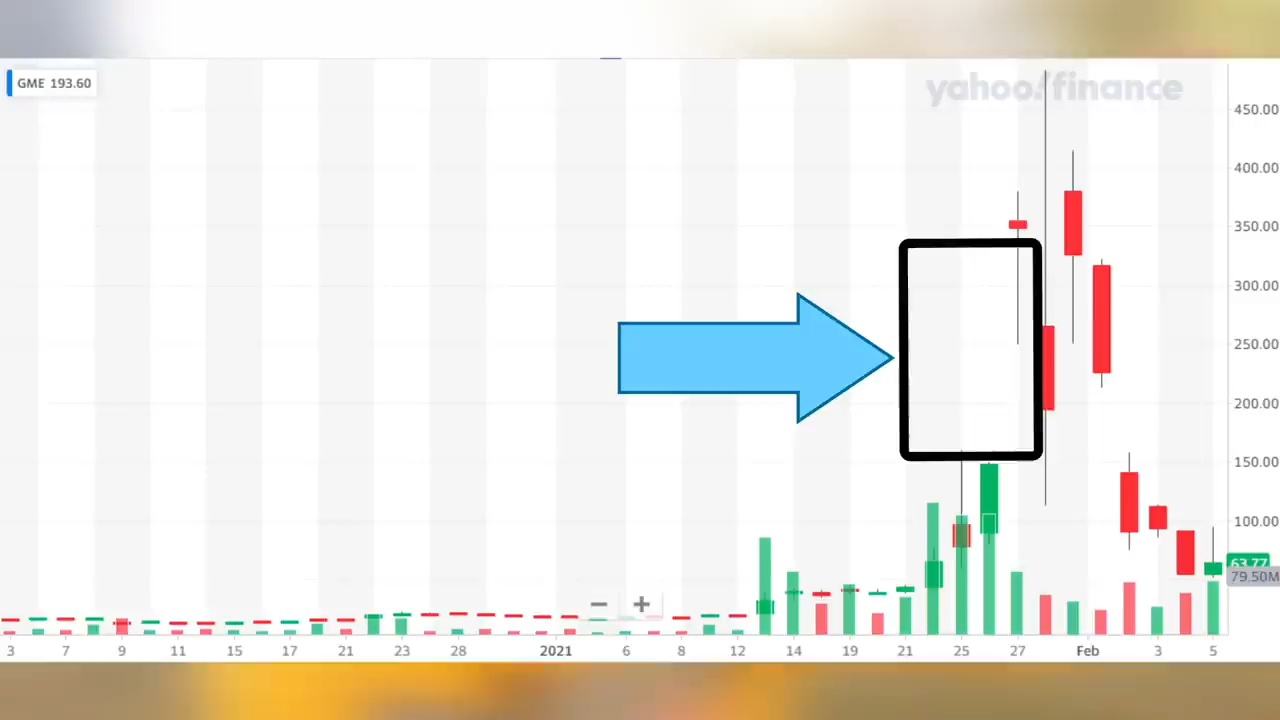 GME 193.60
yahoo!finance
450.00
400.00
350.00
300.00
250.00
200.00
150.00
100.00
63.77
79.50M
3 7 9 11 15 17 21 23 28 2021 6 8 12 14 19 21 25 27 Feb 3 5